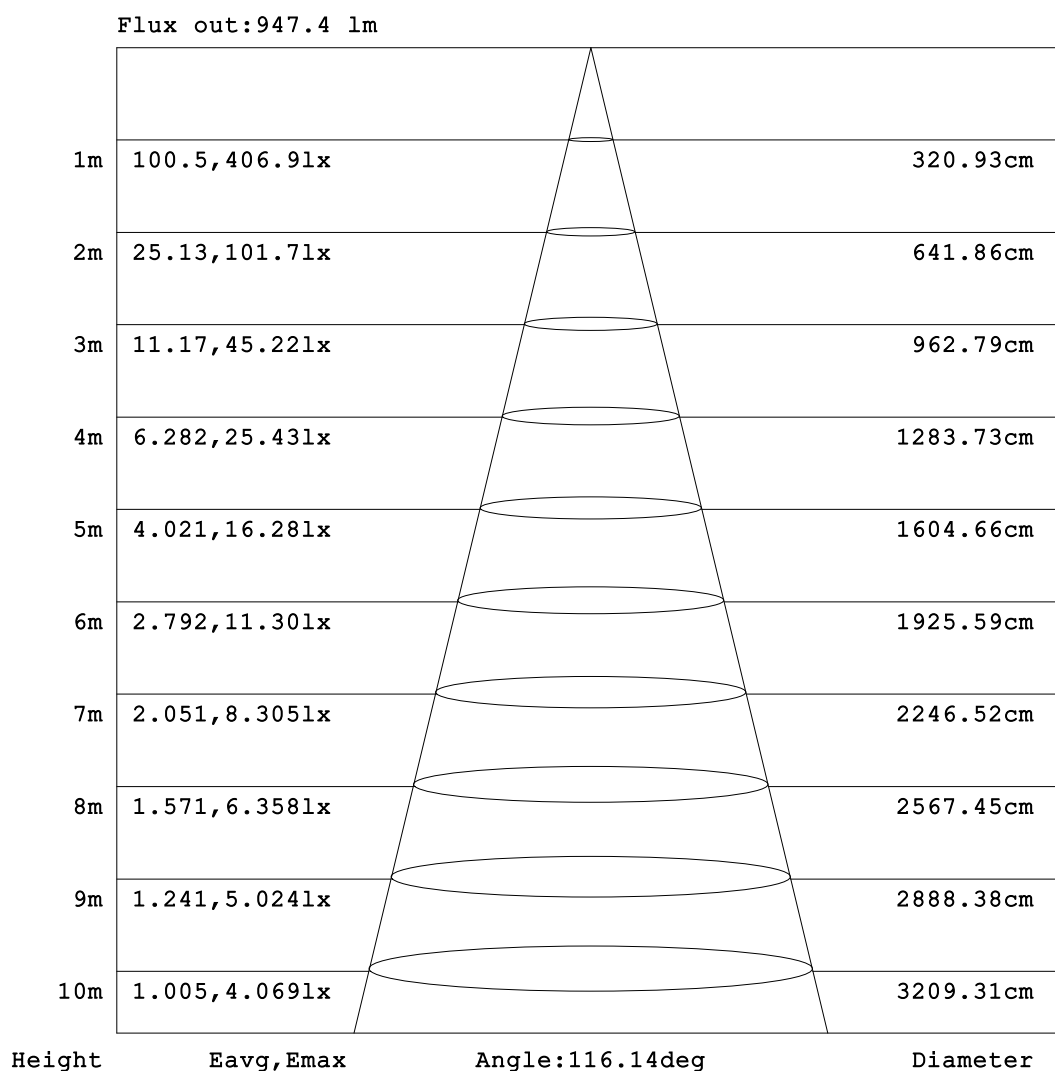 Flux out:947.4 lm
1m 100.5,406.9lx 320.93cm
2m 25.13,101.7lx 641.86cm
3m 11.17,45.22lx 962.79cm
4m 6.282,25.43lx 1283.73cm
5m 4.021,16.28lx 1604.66cm
6m 2.792,11.30lx 1925.59cm
7m 2.051,8.305lx 2246.52cm
8m 1.571,6.358lx 2567.45cm
9m 1.241,5.024lx 2888.38cm
10m 1.005,4.069lx 3209.31cm
Height Eavg,Emax Angle:116.14deg Diameter